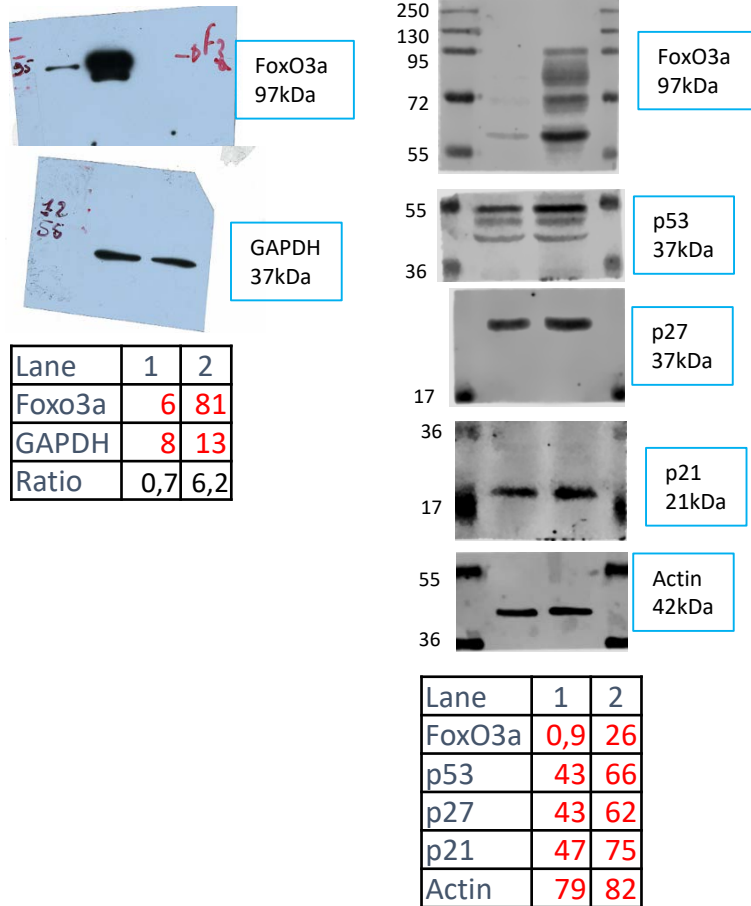 95
FoxO3a
97kDa
12
55
GAPDH
37kDa
Lane 1 2
Foxo3a 6 81
GAPDH 8 13
Ratio 0,7 6,2
250
130
95
72
55
FoxO3a
97kDa
55
36
p53
37kDa
17
p27
37kDa
36
17
p21
21kDa
55
36
Actin
42kDa
Lane 1 2
FoxO3a 0,9 26
p53 43 66
p27 43 62
p21 47 75
Actin 79 82